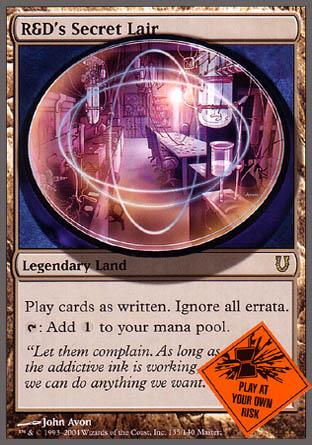 R&D's Secret Lair
Legendary Land
Play cards as written. Ignore all errata.
: Add 1 to your mana pool.
"Let them complain. As long as
the addictive ink is working,
we can do anything we want."
PLAY AT
YOUR OWN
RISK
John Avon
™ & © 1993–2004 Wizards of the Coast, Inc. 135/140